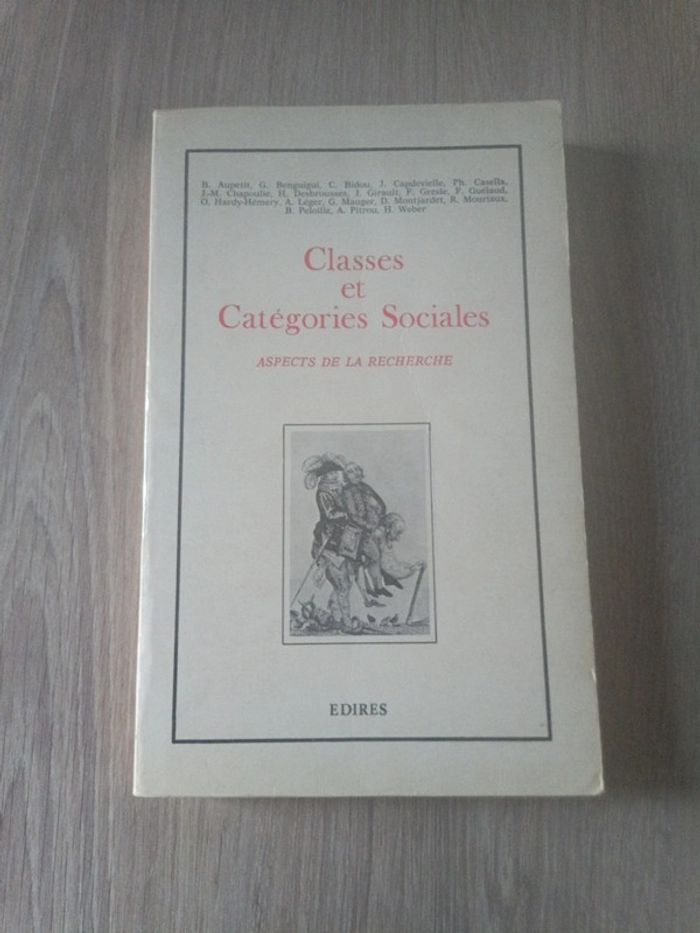 B. Aupetit, G. Benguigui, C. Bidou, J. Capdevielle, Ph. Casella,
J.-M. Chapoulie, H. Desbrousses, J. Girault, F. Gresle, F. Guélaud,
O. Hardy-Hémery, A. Léger, G. Mauger, D. Montjardet, R. Mouriaux,
B. Peloille, A. Pitrou, H. Weber
Classes
et
Catégories Sociales
ASPECTS DE LA RECHERCHE
EDIRES